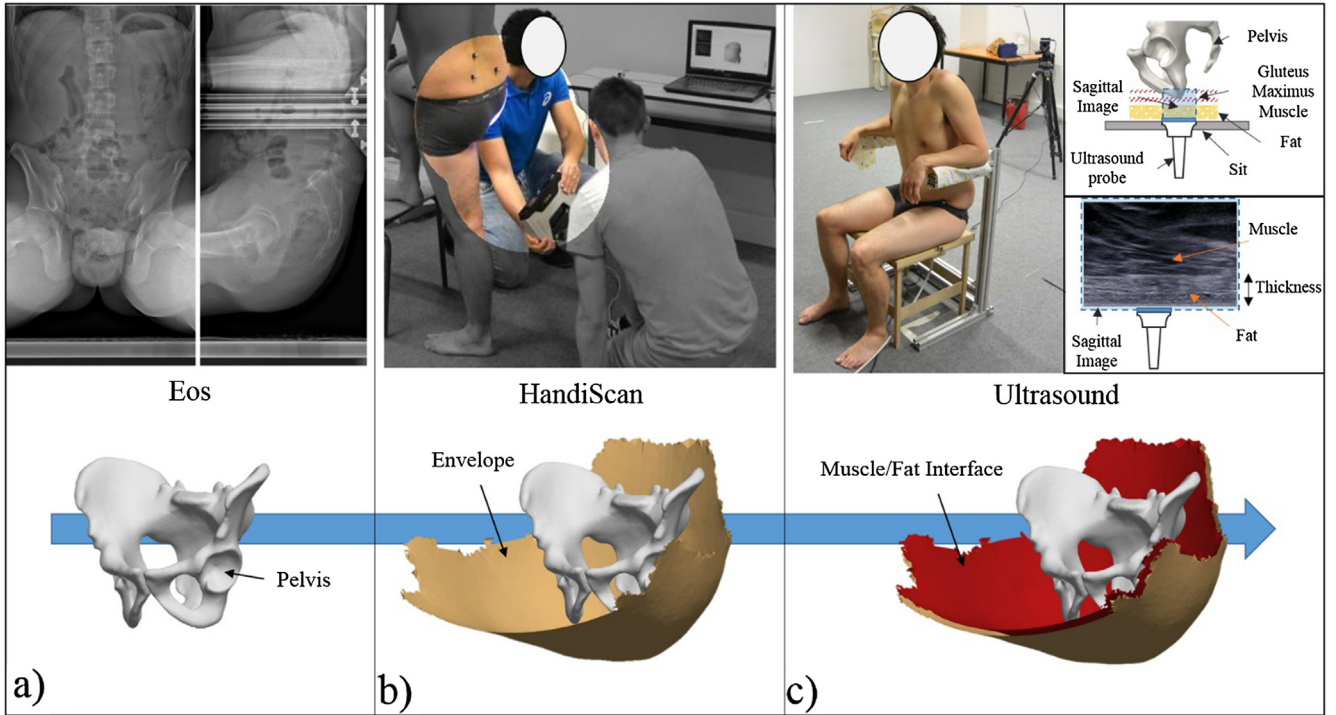 Pelvis
Sagittal
Image
Gluteus
Maximus
Muscle
Fat
Ultrasound
probe
Sit
Muscle
Thickness
Sagittal
Image
Fat
Eos
HandiScan
Ultrasound
Pelvis
Envelope
Muscle/Fat Interface
a)
b)
c)